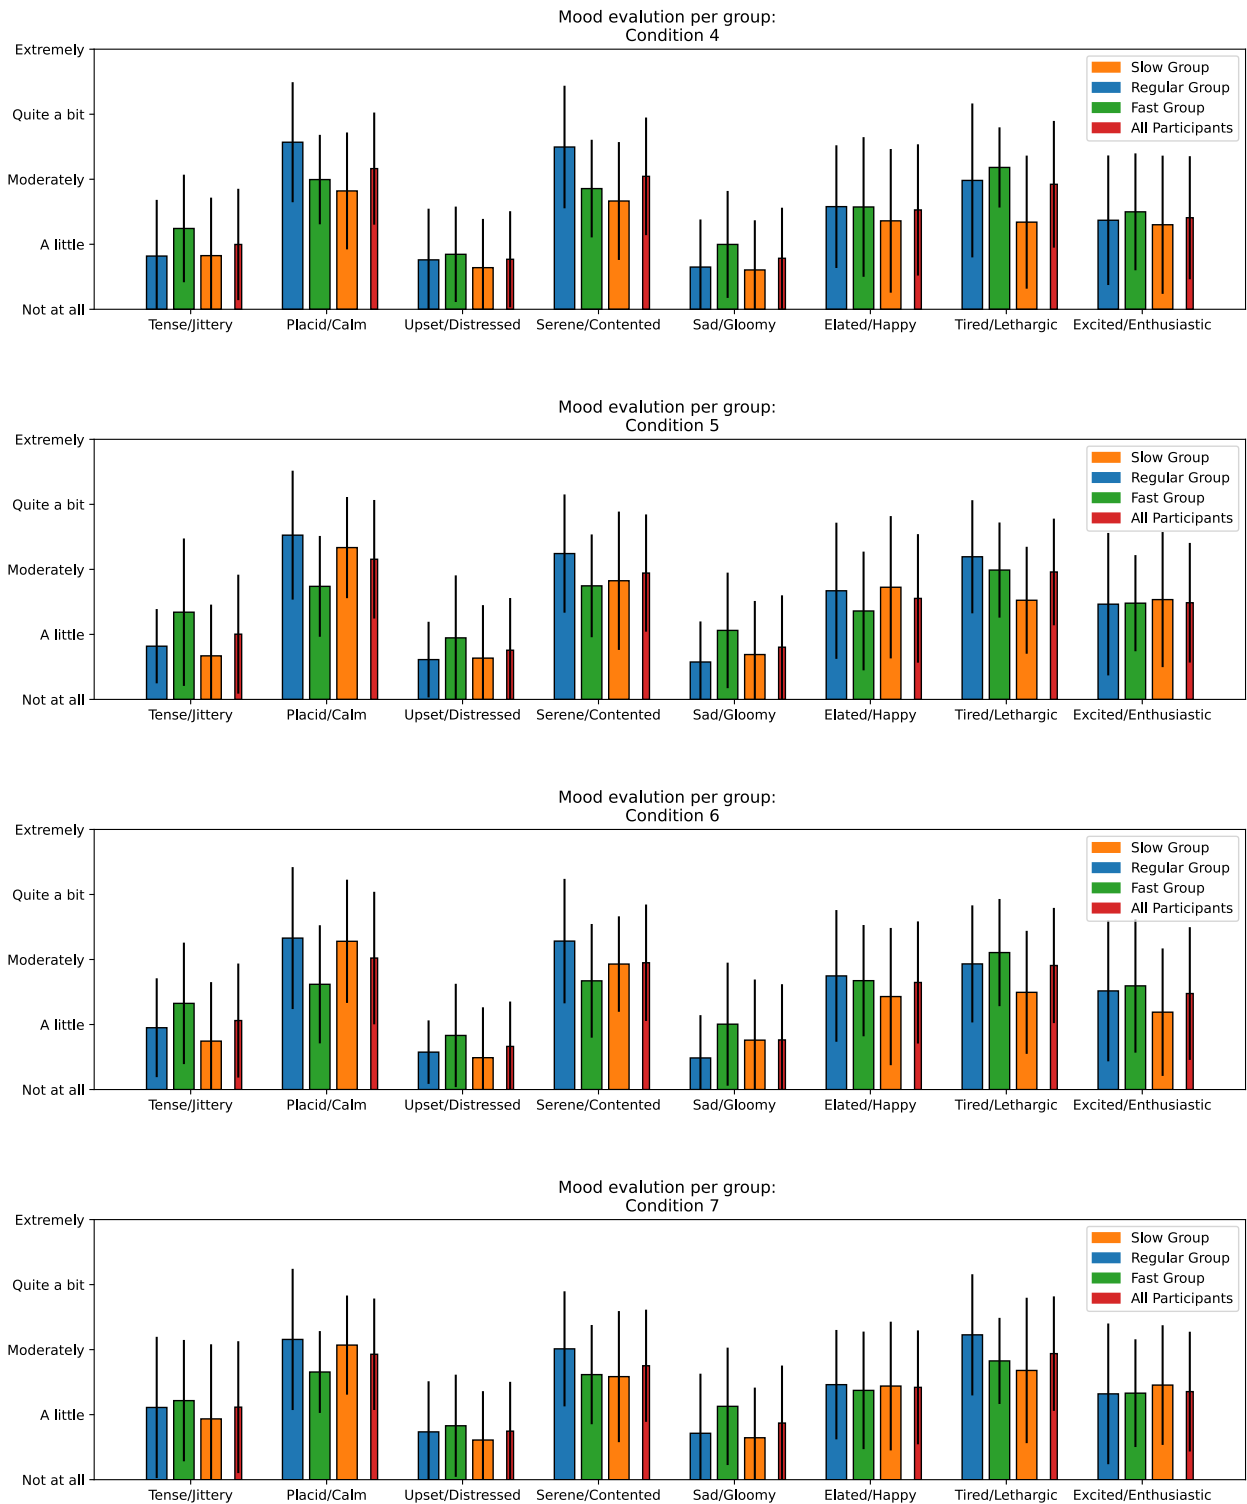 Mood evalution per group:
Condition 4
Extremely
Quite a bit
Moderately
A little
Not at all
Slow Group
Regular Group
Fast Group
All Participants
Tense/Jittery Placid/Calm Upset/Distressed Serene/Contented Sad/Gloomy Elated/Happy Tired/Lethargic Excited/Enthusiastic
Mood evalution per group:
Condition 5
Extremely
Quite a bit
Moderately
A little
Not at all
Slow Group
Regular Group
Fast Group
All Participants
Tense/Jittery Placid/Calm Upset/Distressed Serene/Contented Sad/Gloomy Elated/Happy Tired/Lethargic Excited/Enthusiastic
Mood evalution per group:
Condition 6
Extremely
Quite a bit
Moderately
A little
Not at all
Slow Group
Regular Group
Fast Group
All Participants
Tense/Jittery Placid/Calm Upset/Distressed Serene/Contented Sad/Gloomy Elated/Happy Tired/Lethargic Excited/Enthusiastic
Mood evalution per group:
Condition 7
Extremely
Quite a bit
Moderately
A little
Not at all
Slow Group
Regular Group
Fast Group
All Participants
Tense/Jittery Placid/Calm Upset/Distressed Serene/Contented Sad/Gloomy Elated/Happy Tired/Lethargic Excited/Enthusiastic